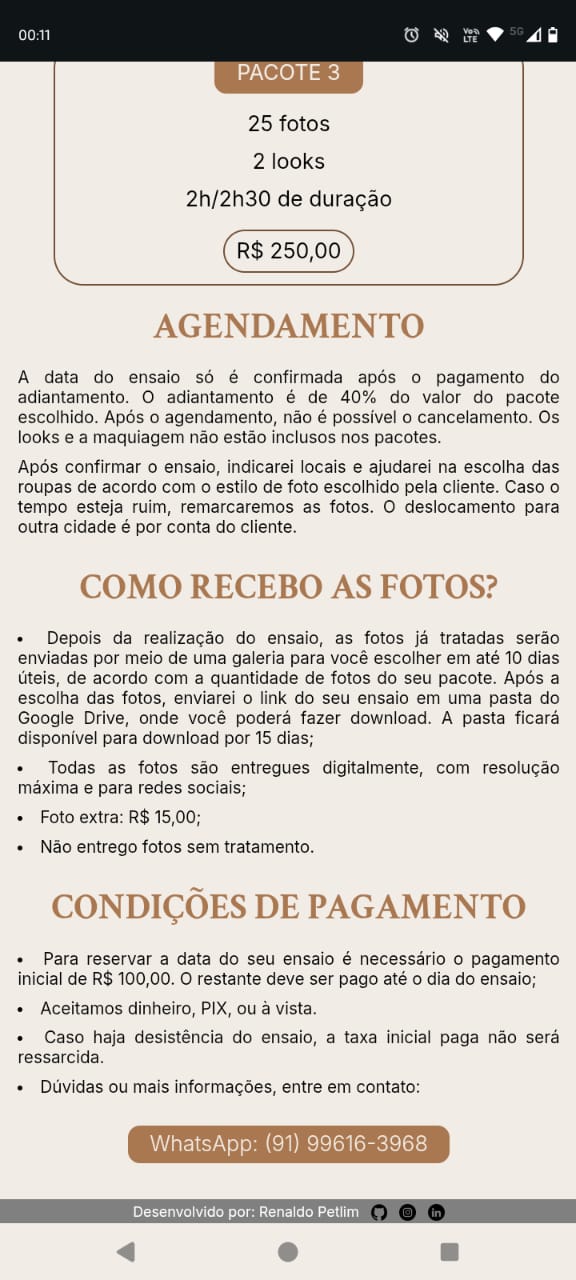 00:11
VoD LTE
5G
PACOTE 3
25 fotos
2 looks
2h/2h30 de duração
R$ 250,00
AGENDAMENTO
A data do ensaio só é confirmada após o pagamento do
adiantamento. O adiantamento é de 40% do valor do pacote
escolhido. Após o agendamento, não é possível o cancelamento. Os
looks e a maquiagem não estão inclusos nos pacotes.
Após confirmar o ensaio, indicarei locais e ajudarei na escolha das
roupas de acordo com o estilo de foto escolhido pela cliente. Caso o
tempo esteja ruim, remarcaremos as fotos. O deslocamento para
outra cidade é por conta do cliente.
COMO RECEBO AS FOTOS?
• Depois da realização do ensaio, as fotos já tratadas serão
enviadas por meio de uma galeria para você escolher em até 10 dias
úteis, de acordo com a quantidade de fotos do seu pacote. Após a
escolha das fotos, enviarei o link do seu ensaio em uma pasta do
Google Drive, onde você poderá fazer download. A pasta ficará
disponível para download por 15 dias;
• Todas as fotos são entregues digitalmente, com resolução
máxima e para redes sociais;
• Foto extra: R$ 15,00;
• Não entrego fotos sem tratamento.
CONDIÇÕES DE PAGAMENTO
• Para reservar a data do seu ensaio é necessário o pagamento
inicial de R$ 100,00. O restante deve ser pago até o dia do ensaio;
• Aceitamos dinheiro, PIX, ou à vista.
• Caso haja desistência do ensaio, a taxa inicial paga não será
ressarcida.
• Dúvidas ou mais informações, entre em contato:
WhatsApp: (91) 99616-3968
Desenvolvido por: Renaldo Petlim